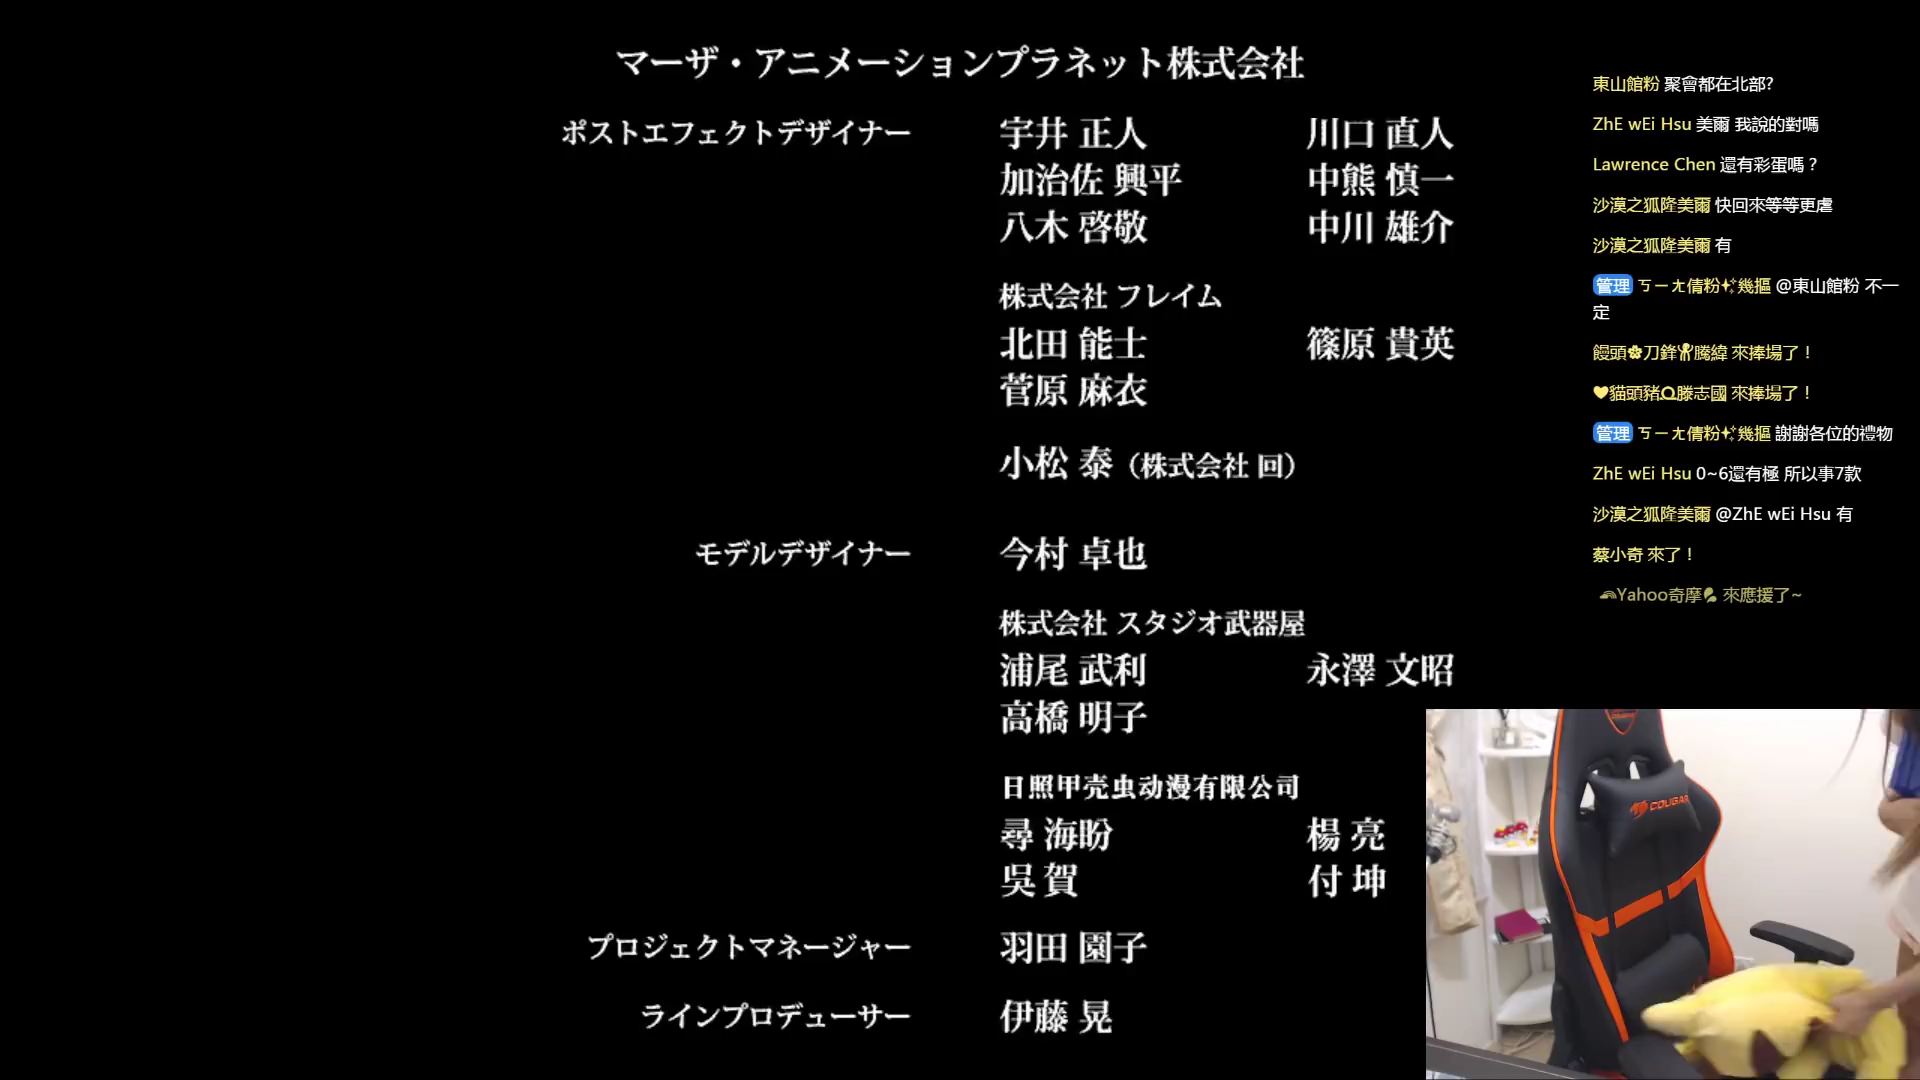 マーザ・アニメーションプラネット株式会社
ポストエフェクトデザイナー 宇井 正人 川口 直人
加治佐 興平 中熊 慎一
八木 啓敬 中川 雄介
株式会社 フレイム
北田 能士 篠原 貴英
菅原 麻衣
小松 泰（株式会社 回）
モデルデザイナー 今村 卓也
株式会社 スタジオ武器屋
浦尾 武利 永澤 文昭
高橋 明子
日照甲壳虫动漫有限公司
尋 海盼 楊 亮
呉 賀 付 坤
プロジェクトマネージャー 羽田 園子
ラインプロデューサー 伊藤 晃
東山館粉 聚會都在北部?
ZhE wEi Hsu 美爾 我說的對嗎
Lawrence Chen 還有彩蛋嗎？
沙漠之狐隆美爾 快回來等等更虐
沙漠之狐隆美爾 有
管理 ㄎㄧㄤ倩粉✨幾摳 @東山館粉 不一
定
饅頭✽刀鋒騰緯 來捧場了！
♥貓頭豬Ω滕志國 來捧場了！
管理 ㄎㄧㄤ倩粉✨幾摳 謝謝各位的禮物
ZhE wEi Hsu 0~6還有極 所以事7款
沙漠之狐隆美爾 @ZhE wEi Hsu 有
蔡小奇 來了！
Yahoo奇摩 來應援了~
COUGAR